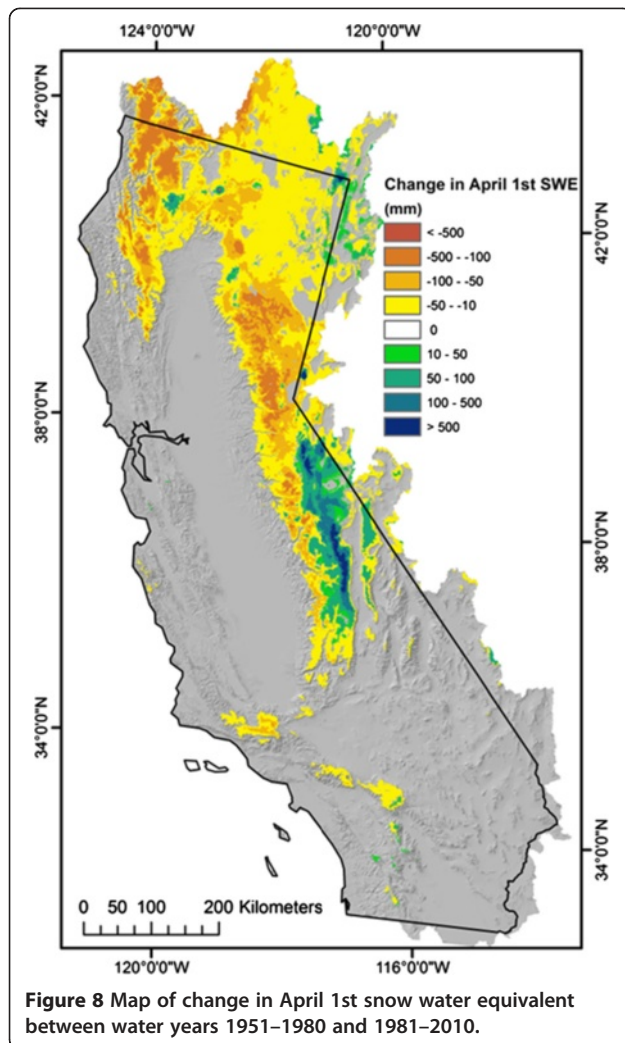 124°0'0"W 120°0'0"W
42°0'0"N
Change in April 1st SWE
(mm)
< -500
-500 - -100
-100 - -50
-50 - -10
0
10 - 50
50 - 100
100 - 500
> 500
42°0'0"N
38°0'0"N
38°0'0"N
34°0'0"N
34°0'0"N
0 50 100 200 Kilometers
120°0'0"W 116°0'0"W
Figure 8 Map of change in April 1st snow water equivalent
between water years 1951–1980 and 1981–2010.